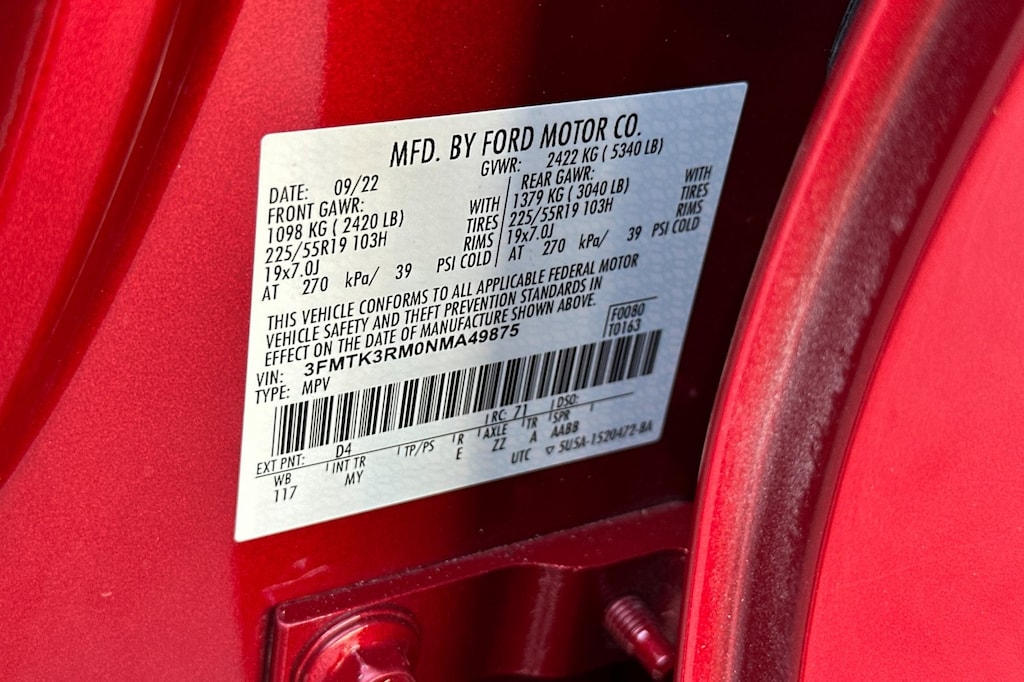 MFD. BY FORD MOTOR CO.
DATE: 09/22 GVWR: 2422 KG ( 5340 LB)
FRONT GAWR: REAR GAWR:
1098 KG ( 2420 LB) WITH 1379 KG ( 3040 LB) WITH
225/55R19 103H TIRES 225/55R19 103H TIRES
19x7.0J RIMS 19x7.0J RIMS
AT 270 kPa/ 39 PSI COLD AT 270 kPa/ 39 PSI COLD
THIS VEHICLE CONFORMS TO ALL APPLICABLE FEDERAL MOTOR
VEHICLE SAFETY AND THEFT PREVENTION STANDARDS IN
EFFECT ON THE DATE OF MANUFACTURE SHOWN ABOVE.
VIN: 3FMTK3RM0NMA49875 F0080
TYPE: MPV T0163
EXT PNT: D4 RC: 71 DSO:
WB INT TR TP/PS R AXLE TR SPR
117 MY E ZZ A AABB
UTC ▽ 5U5A-1520472-BA